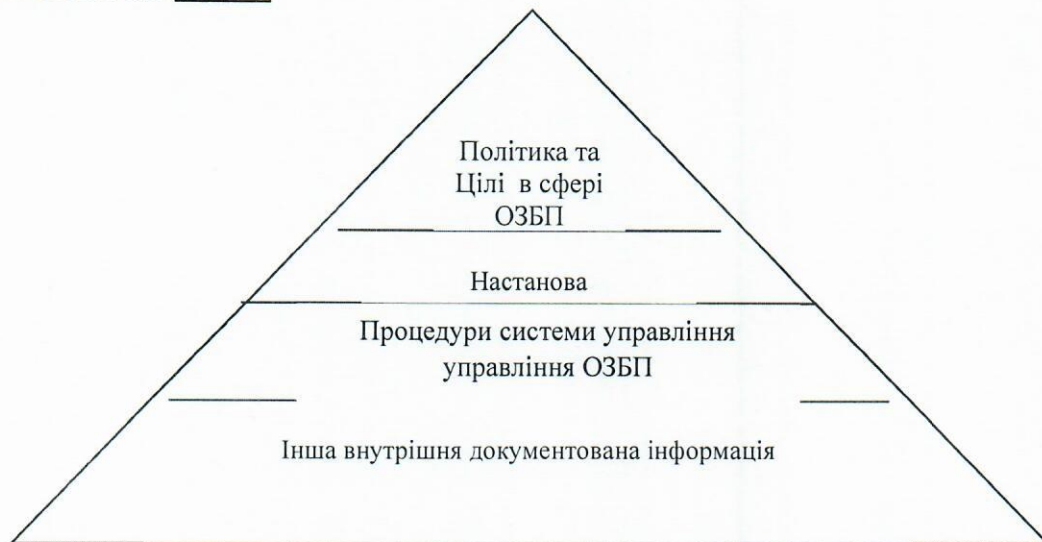 Політика та
Цілі в сфері
ОЗБП
Настанова
Процедури системи управління
управління ОЗБП
Інша внутрішня документована інформація